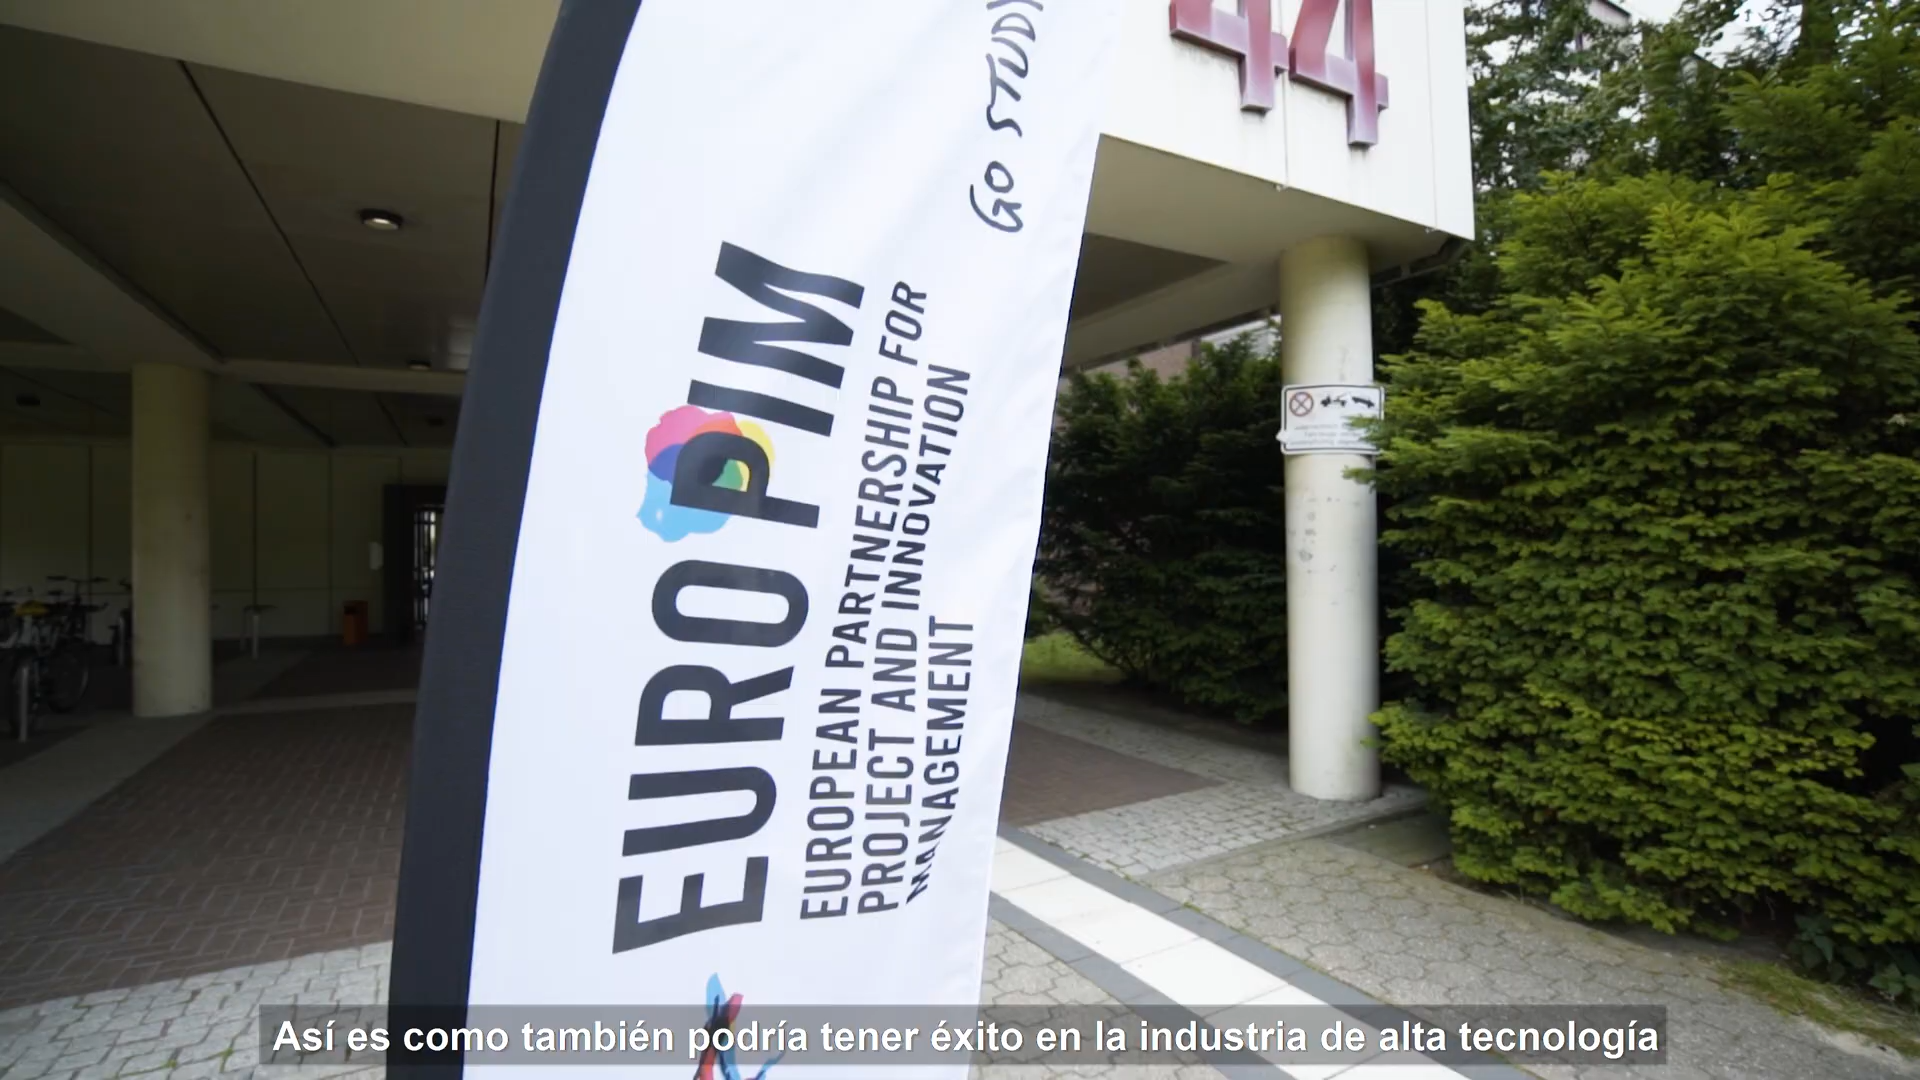 44
GO STUDY
EUROPIM
EUROPEAN PARTNERSHIP FOR
PROJECT AND INNOVATION
MANAGEMENT
Así es como también podría tener éxito en la industria de alta tecnología